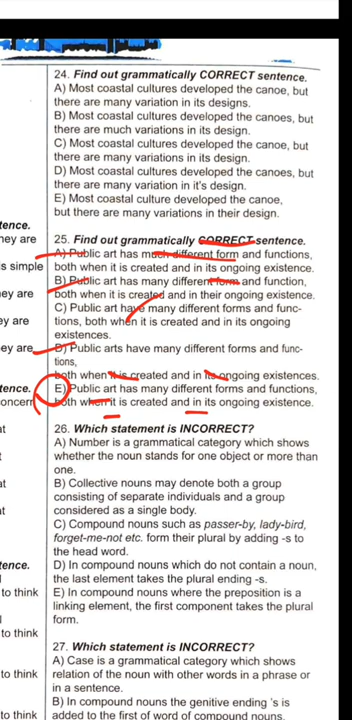 24. Find out grammatically CORRECT sentence.
A) Most coastal cultures developed the canoe, but
there are many variation in its designs.
B) Most coastal cultures developed the canoes, but
there are much variations in its design.
C) Most coastal cultures developed the canoe, but
there are many variations in its design.
D) Most coastal cultures developed the canoes, but
there are many variations in it's design.
E) Most coastal culture developed the canoe,
but there are many variations in their design.
25. Find out grammatically CORRECT sentence.
A) Public art has much different form and functions,
both when it is created and in its ongoing existence.
B) Public art has many different form and function,
both when it is created and in their ongoing existence.
C) Public art have many different forms and func-
tions, both when it is created and in its ongoing
existences.
D) Public arts have many different forms and func-
tions,
both when it is created and in its ongoing existences.
E) Public art has many different forms and functions,
both when it is created and in its ongoing existence.
26. Which statement is INCORRECT?
A) Number is a grammatical category which shows
whether the noun stands for one object or more than
one.
B) Collective nouns may denote both a group
consisting of separate individuals and a group
considered as a single body.
C) Compound nouns such as passer-by, lady-bird,
forget-me-not etc. form their plural by adding -s to
the head word.
D) In compound nouns which do not contain a noun,
the last element takes the plural ending -s.
E) In compound nouns where the preposition is a
linking element, the first component takes the plural
form.
27. Which statement is INCORRECT?
A) Case is a grammatical category which shows
relation of the noun with other words in a phrase or
in a sentence.
B) In compound nouns the genitive ending 's is
added to the first of word of compound nouns.
tence.
hey are
is simple
ey are
ey are
ey are
tence.
concern
at
t
at
t
tence.
to think
l
to think
to think
to think